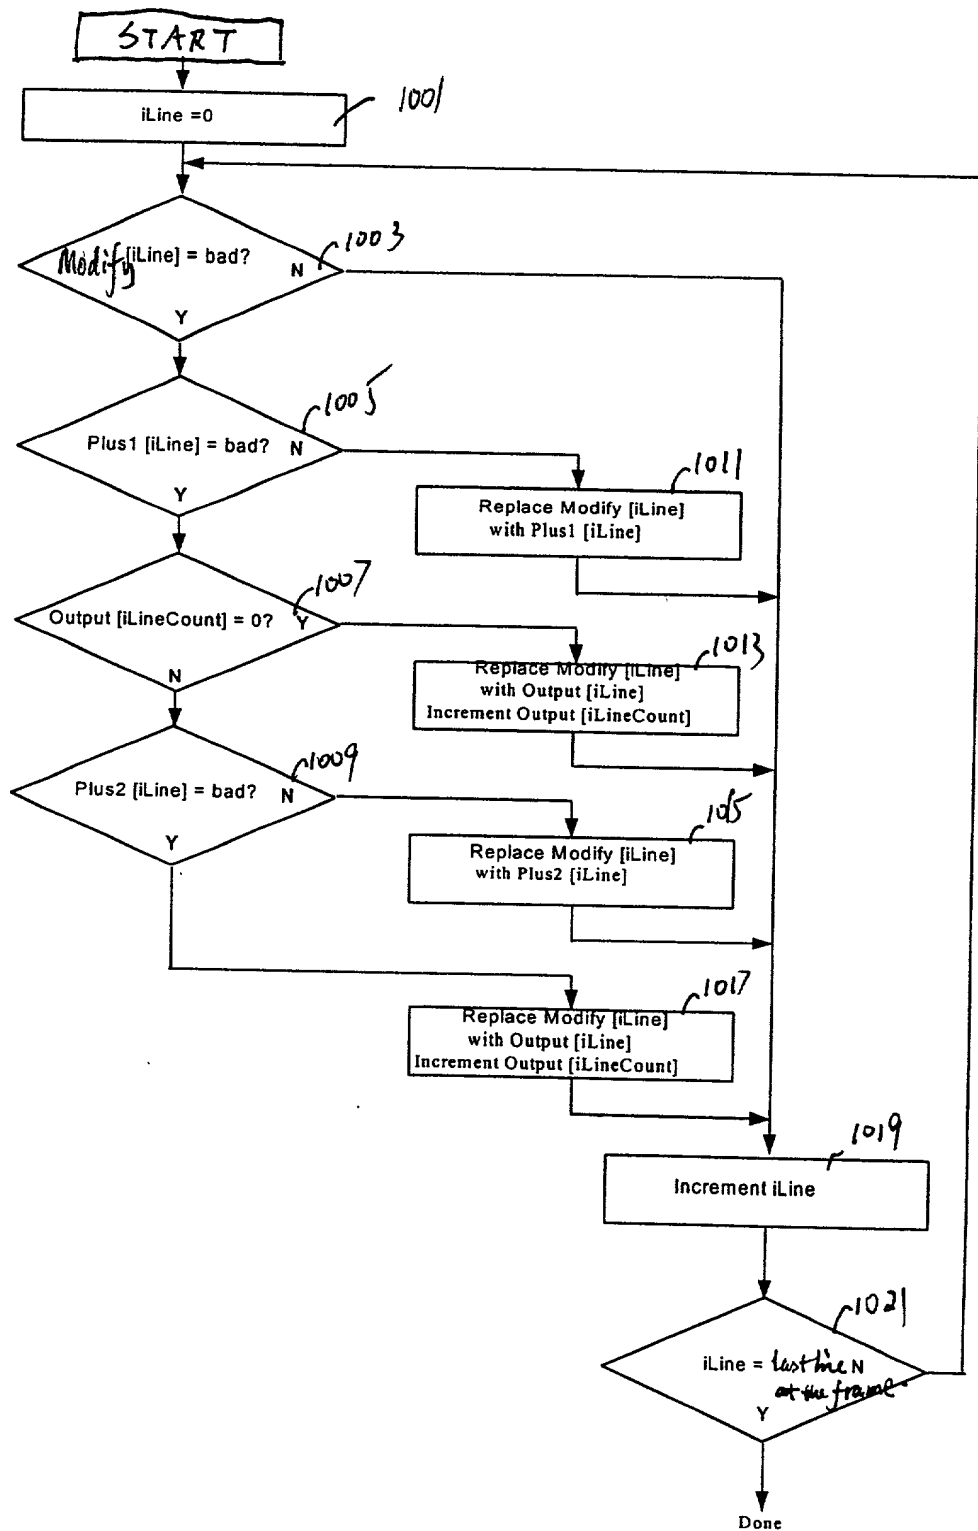 START
1001
iLine =0
1003
Modify [iLine] = bad?
N
Y
1005
Plus1 [iLine] = bad?
N
Y
1011
Replace Modify [iLine]
with Plus1 [iLine]
1007
Output [iLineCount] = 0?
Y
N
1013
Replace Modify [iLine]
with Output [iLine]
Increment Output [iLineCount]
1009
Plus2 [iLine] = bad?
N
Y
1015
Replace Modify [iLine]
with Plus2 [iLine]
1017
Replace Modify [iLine]
with Output [iLine]
Increment Output [iLineCount]
1019
Increment iLine
1021
iLine = last line N
at the frame
Y
Done